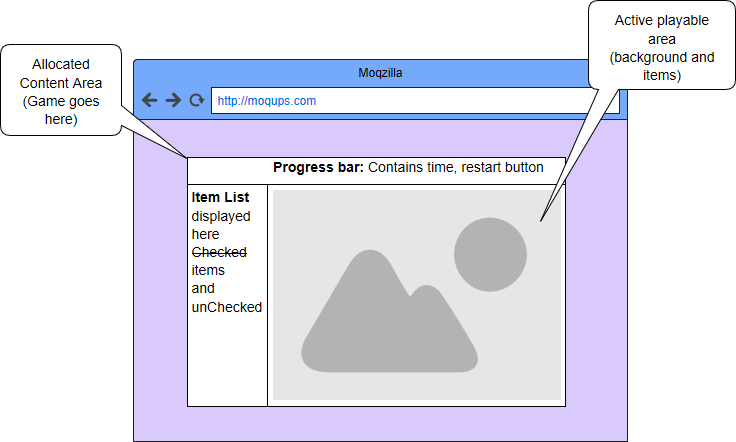 Active playable
area
(background and
items)
Allocated
Content Area
(Game goes
here)
Moqzilla
http://moqups.com
Progress bar: Contains time, restart button
Item List
displayed
here
Checked
items
and
unChecked